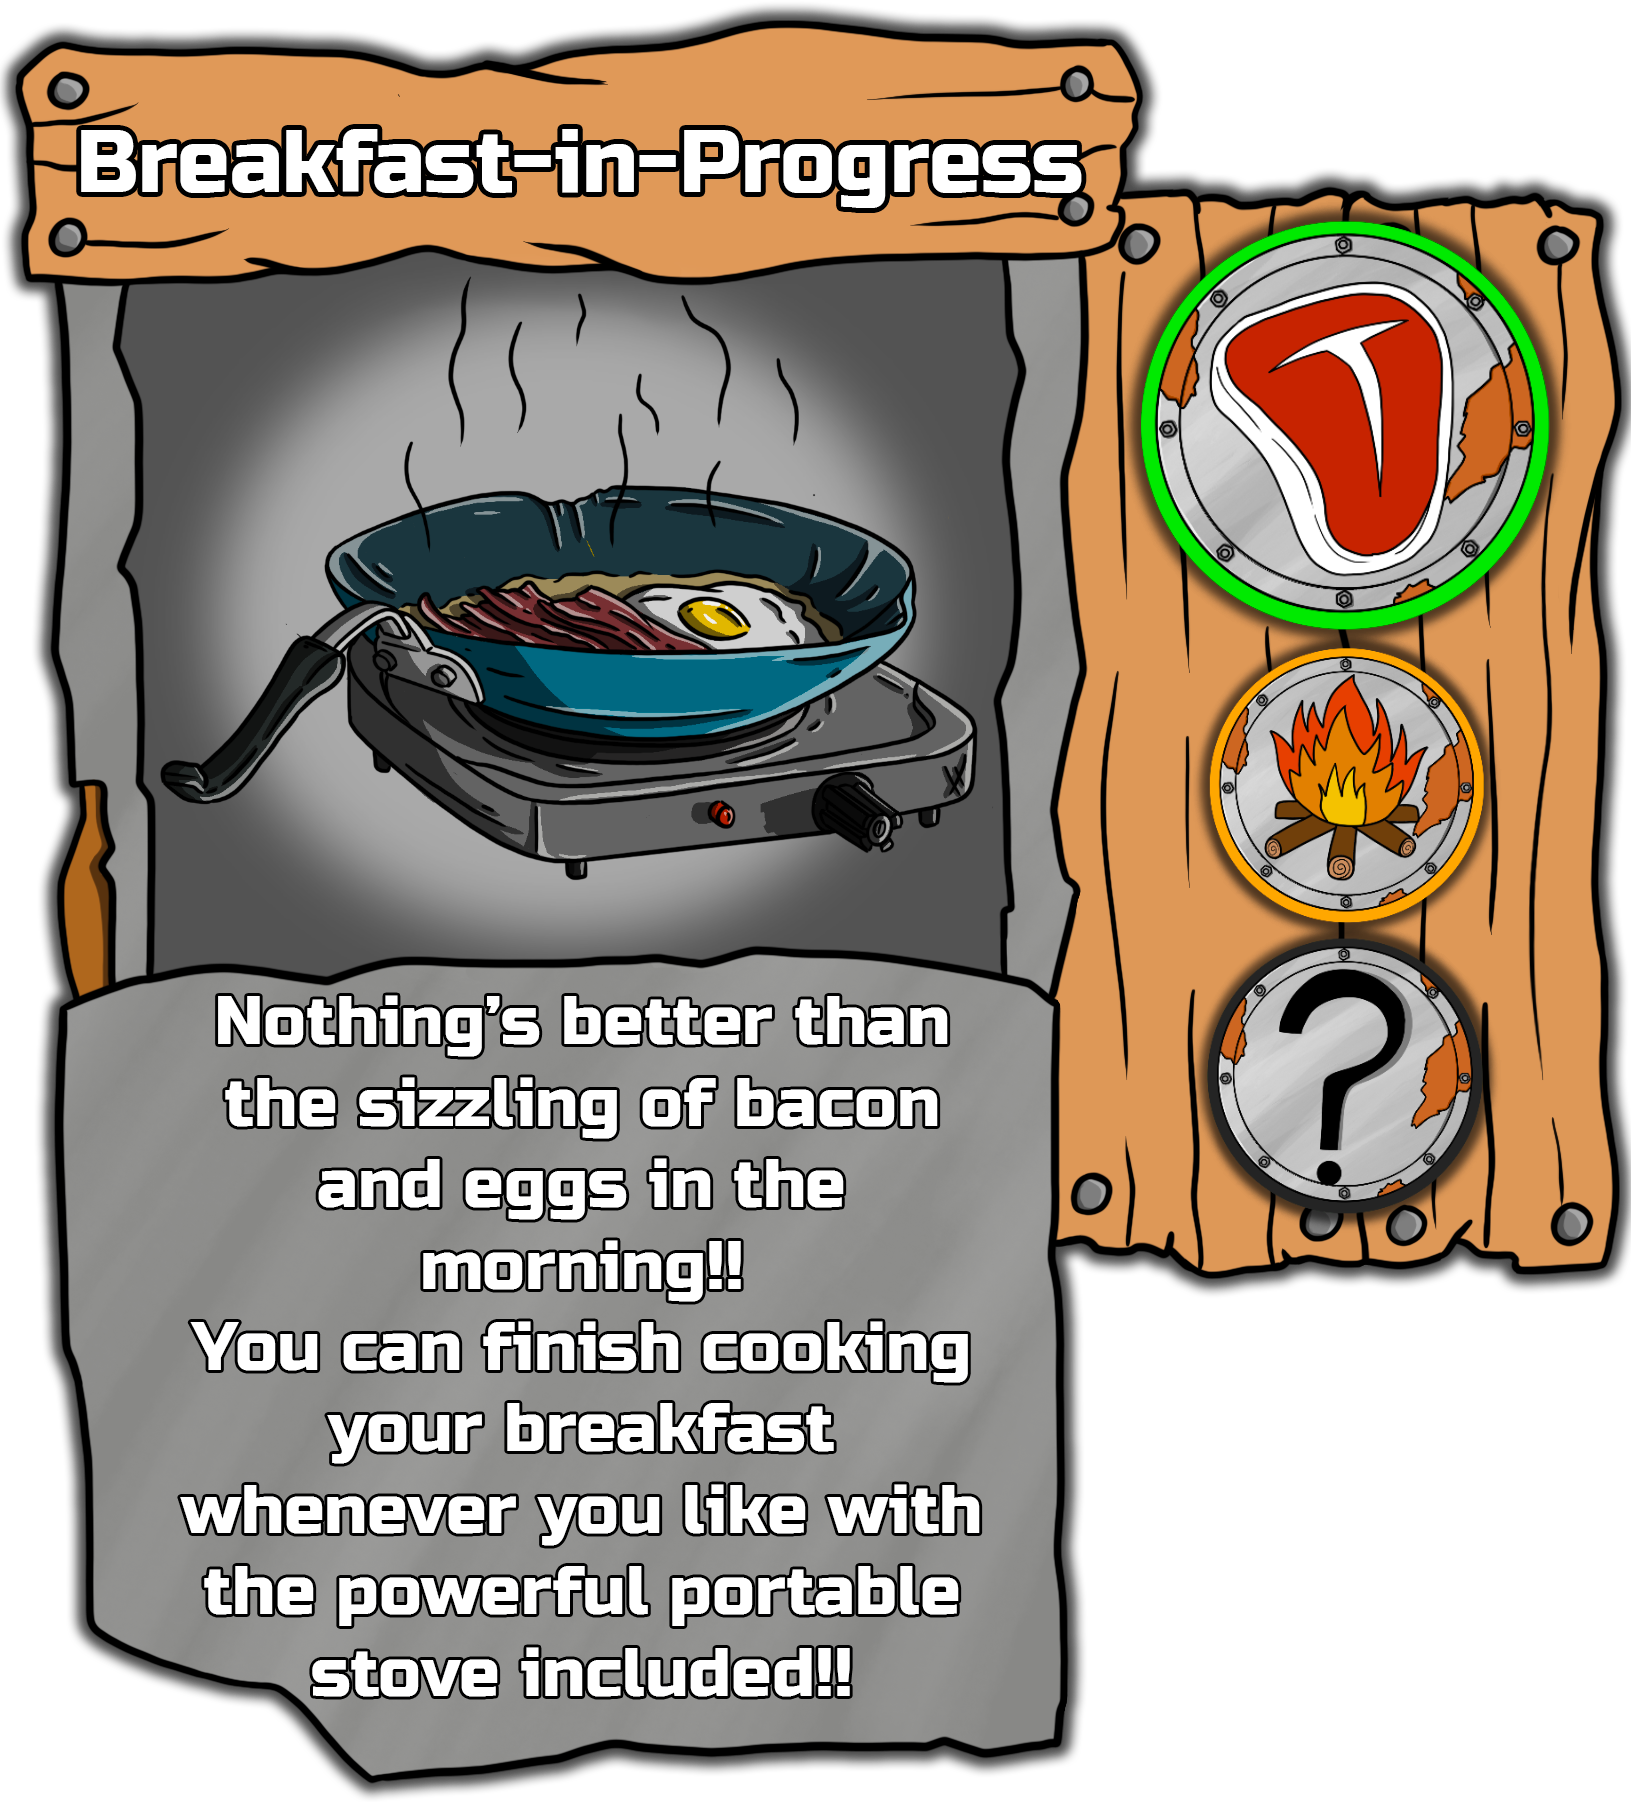 Breakfast-in-Progress
Nothing’s better than
the sizzling of bacon
and eggs in the
morning!!
You can finish cooking
your breakfast
whenever you like with
the powerful portable
stove included!!
?